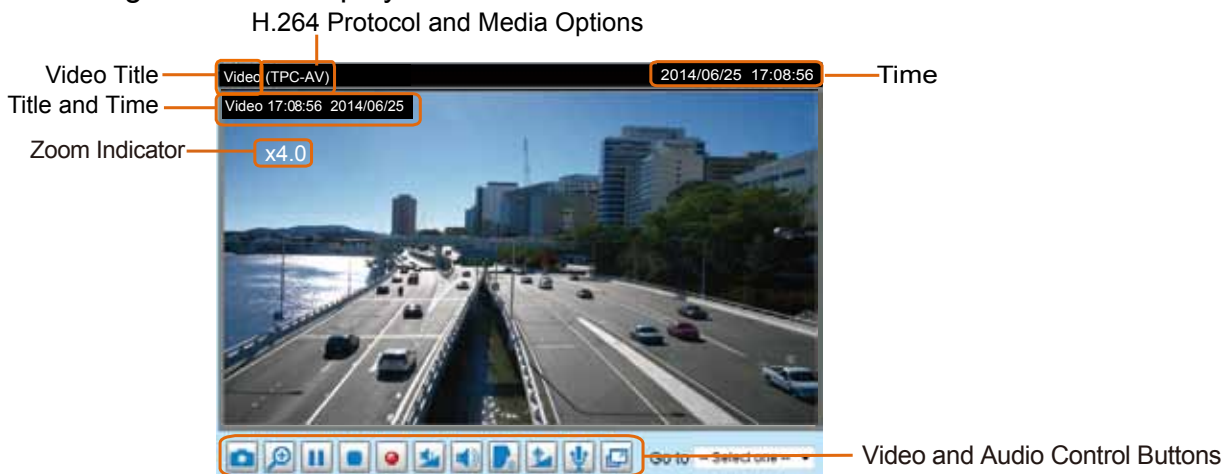 H.264 Protocol and Media Options
Video Title
Video (TPC-AV)
2014/06/25 17:08:56
Time
Title and Time
Video 17:08:56 2014/06/25
Zoom Indicator
x4.0
Go to
-- Select one --
Video and Audio Control Buttons